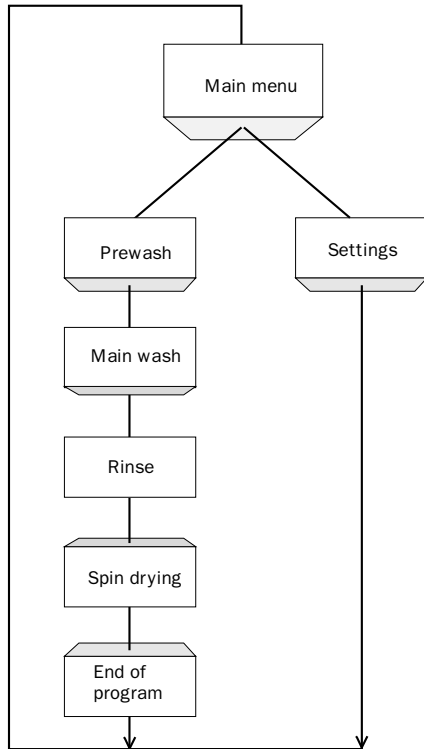 Main menu
Prewash
Settings
Main wash
Rinse
Spin drying
End of
program